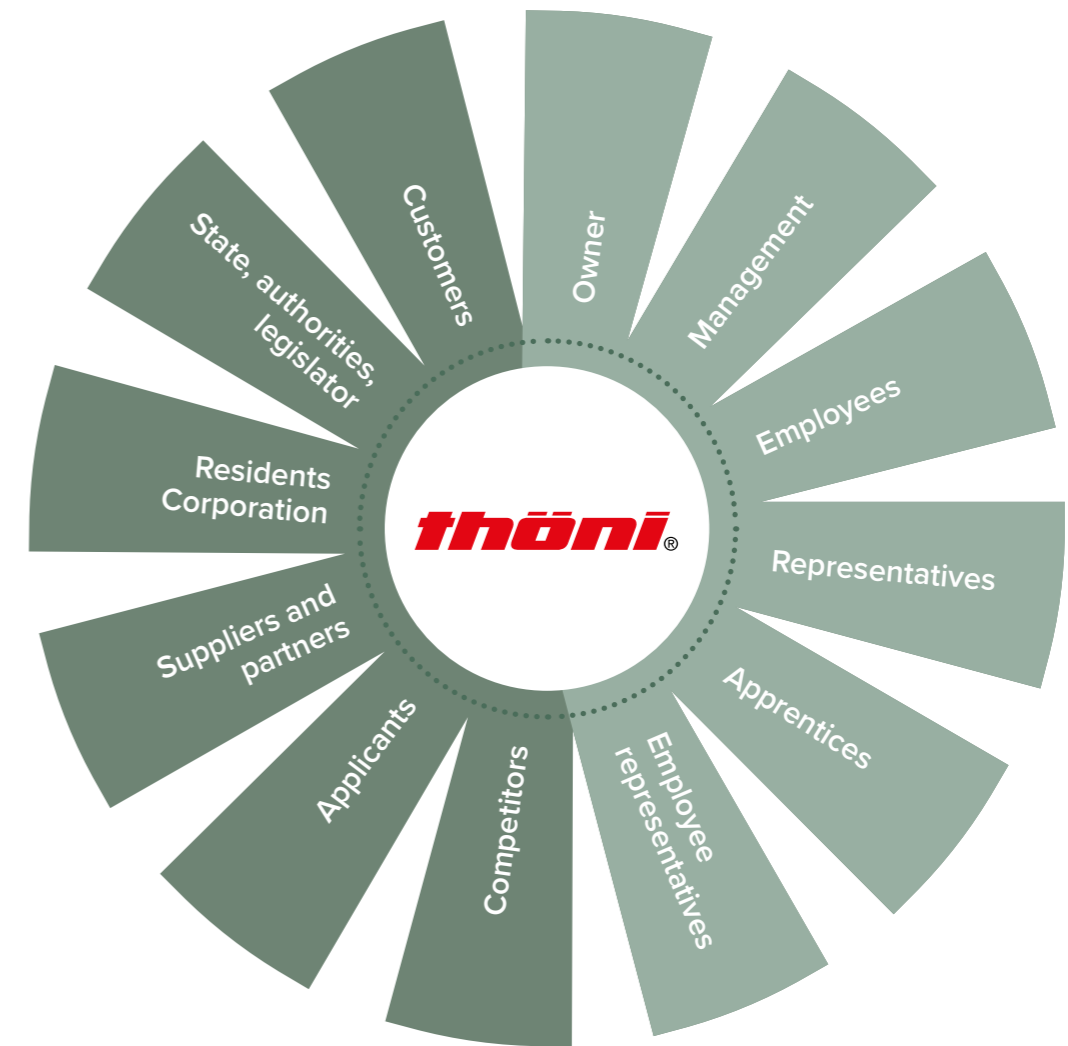 Owner
Management
Employees
Representatives
Apprentices
Employee
representatives
Competitors
Applicants
Suppliers and
partners
Residents
Corporation
State, authorities,
legislator
Customers
thöni®